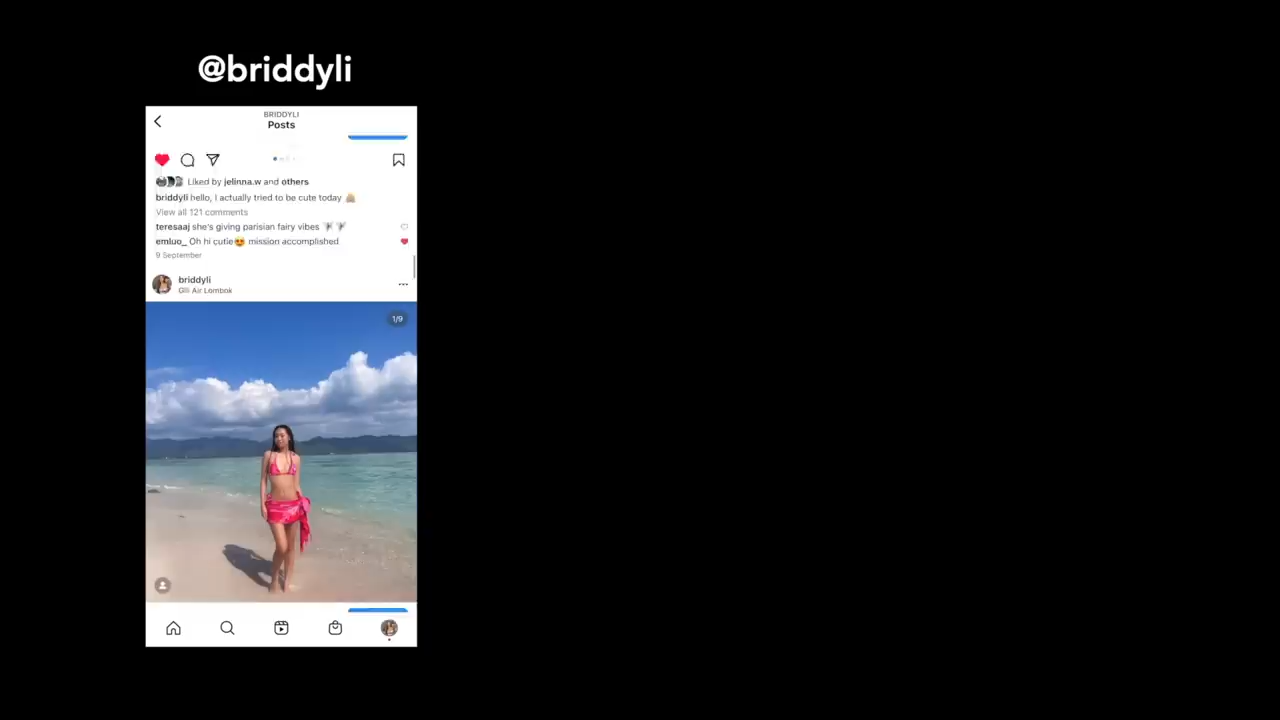 @briddyli
BRIDDYLI
Posts
Liked by jelinna.w and others
briddyli hello, I actually tried to be cute today
View all 121 comments
teresaaj she's giving parisian fairy vibes
emluo_ Oh hi cutie😍 mission accomplished
9 September
briddyli
Gili Air Lombok
1/9